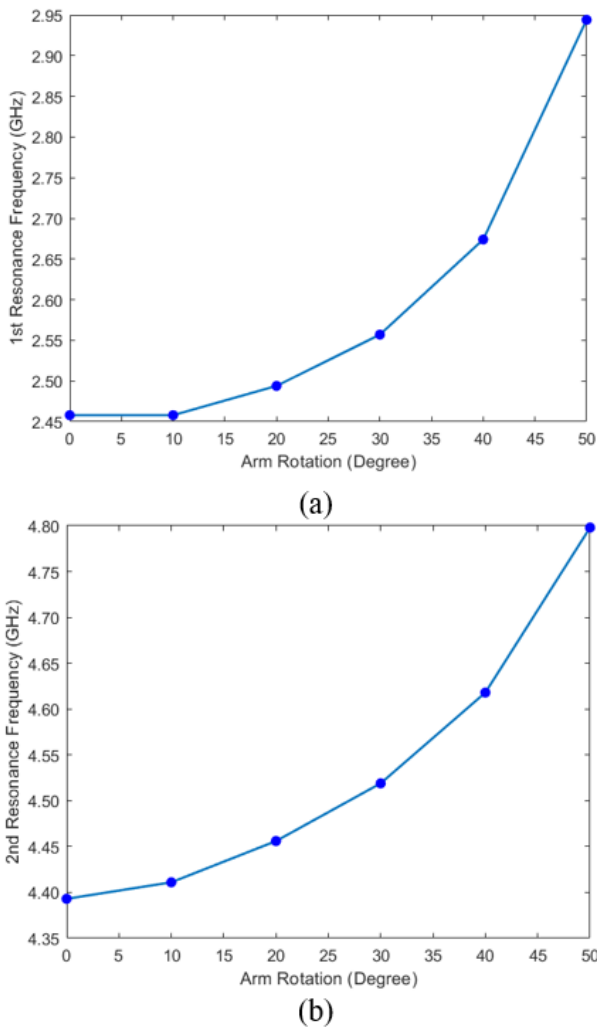 2.95
2.90
2.85
2.80
2.75
2.70
2.65
2.60
2.55
2.50
2.45
1st Resonance Frequency (GHz)
0 5 10 15 20 25 30 35 40 45 50
Arm Rotation (Degree)
(a)
4.80
4.75
4.70
4.65
4.60
4.55
4.50
4.45
4.40
4.35
2nd Resonance Frequency (GHz)
0 5 10 15 20 25 30 35 40 45 50
Arm Rotation (Degree)
(b)